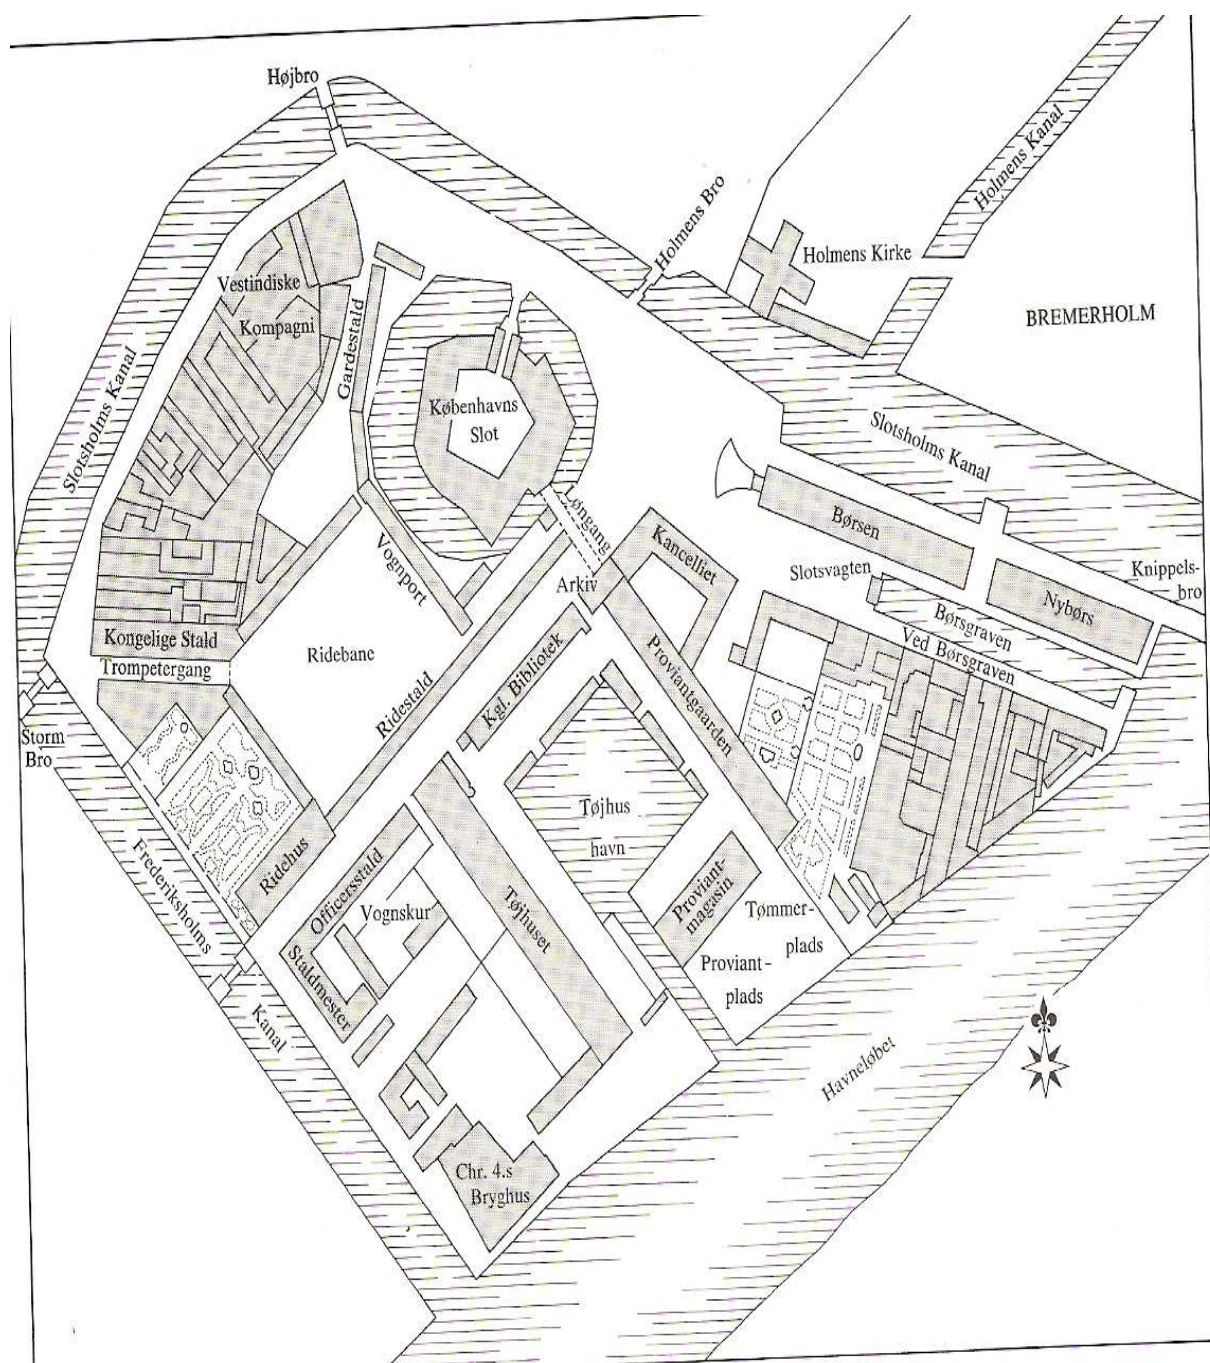 Højbro
Holmens Kanal
Holmens Bro
Holmens Kirke
Vestindiske
Kompagni
BREMERHOLM
Gardestald
Slotsholms Kanal
Københavns
Slot
Slotsholms Kanal
Løngang
Børsen
Vognport
Kancelliet
Slotsvagten
Knippels-
bro
Arkiv
Nybørs
Børsgraven
Ved Børsgraven
Kongelige Stald
Trompetergang
Ridebane
Kgl. Bibliotek
Ridestald
Proviantgaarden
Storm
Bro
Tøjhus
havn
Ridehus
Frederiksholms
Kanal
Officersstald
Vognskur
Staldmester
Tøjhuset
Proviant-
magasin
Tømmer-
plads
Proviant-
plads
Havneløbet
Chr. 4.s
Bryghus